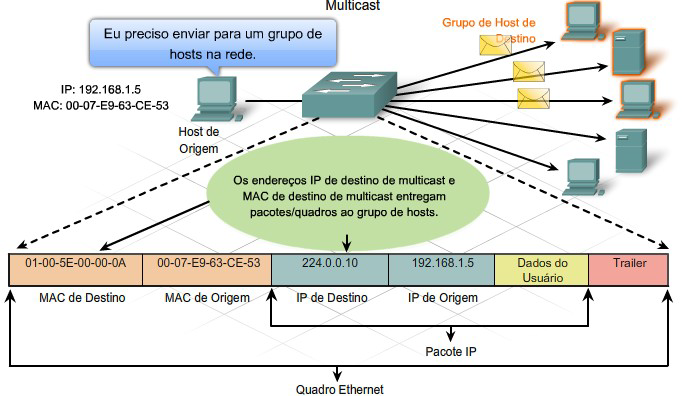 Multicast
Eu preciso enviar para um grupo de
hosts na rede.
Grupo de Host de
Destino
IP: 192.168.1.5
MAC: 00-07-E9-63-CE-53
Host de
Origem
Os endereços IP de destino de multicast e
MAC de destino de multicast entregam
pacotes/quadros ao grupo de hosts.
01-00-5E-00-00-0A
00-07-E9-63-CE-53
224.0.0.10
192.168.1.5
Dados do
Usuário
Trailer
MAC de Destino
MAC de Origem
IP de Destino
IP de Origem
Pacote IP
Quadro Ethernet